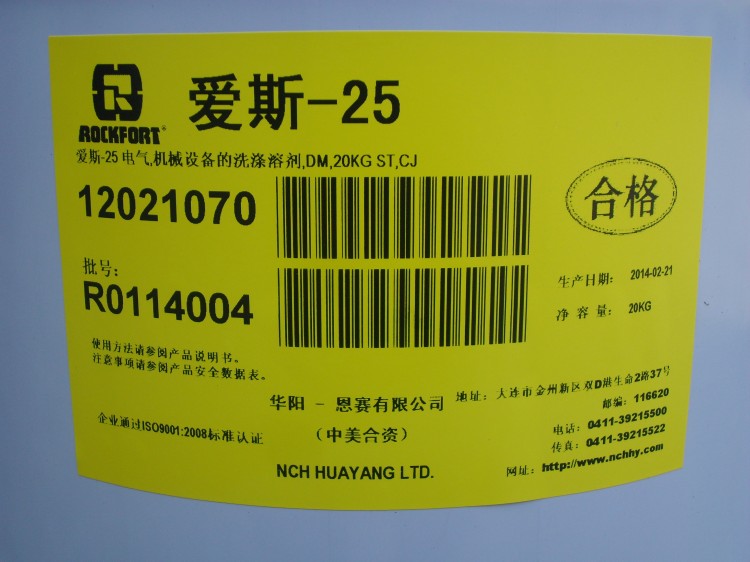 ROCKFORT®
爱斯-25
爱斯-25 电气,机械设备的洗涤溶剂,DM,20KG ST,CJ
12021070
合格
批号:
R0114004
生产日期: 2014-02-21
净 容 量: 20KG
使用方法请参阅产品说明书。
注意事项请参阅产品安全数据表。
企业通过ISO9001:2008标准认证
华阳 - 恩赛有限公司
(中美合资)
NCH HUAYANG LTD.
地址: 大连市金州新区双D港生命2路37号
邮编: 116620
电话: 0411-39215500
传真: 0411-39215522
网址: http://www.nchhy.com